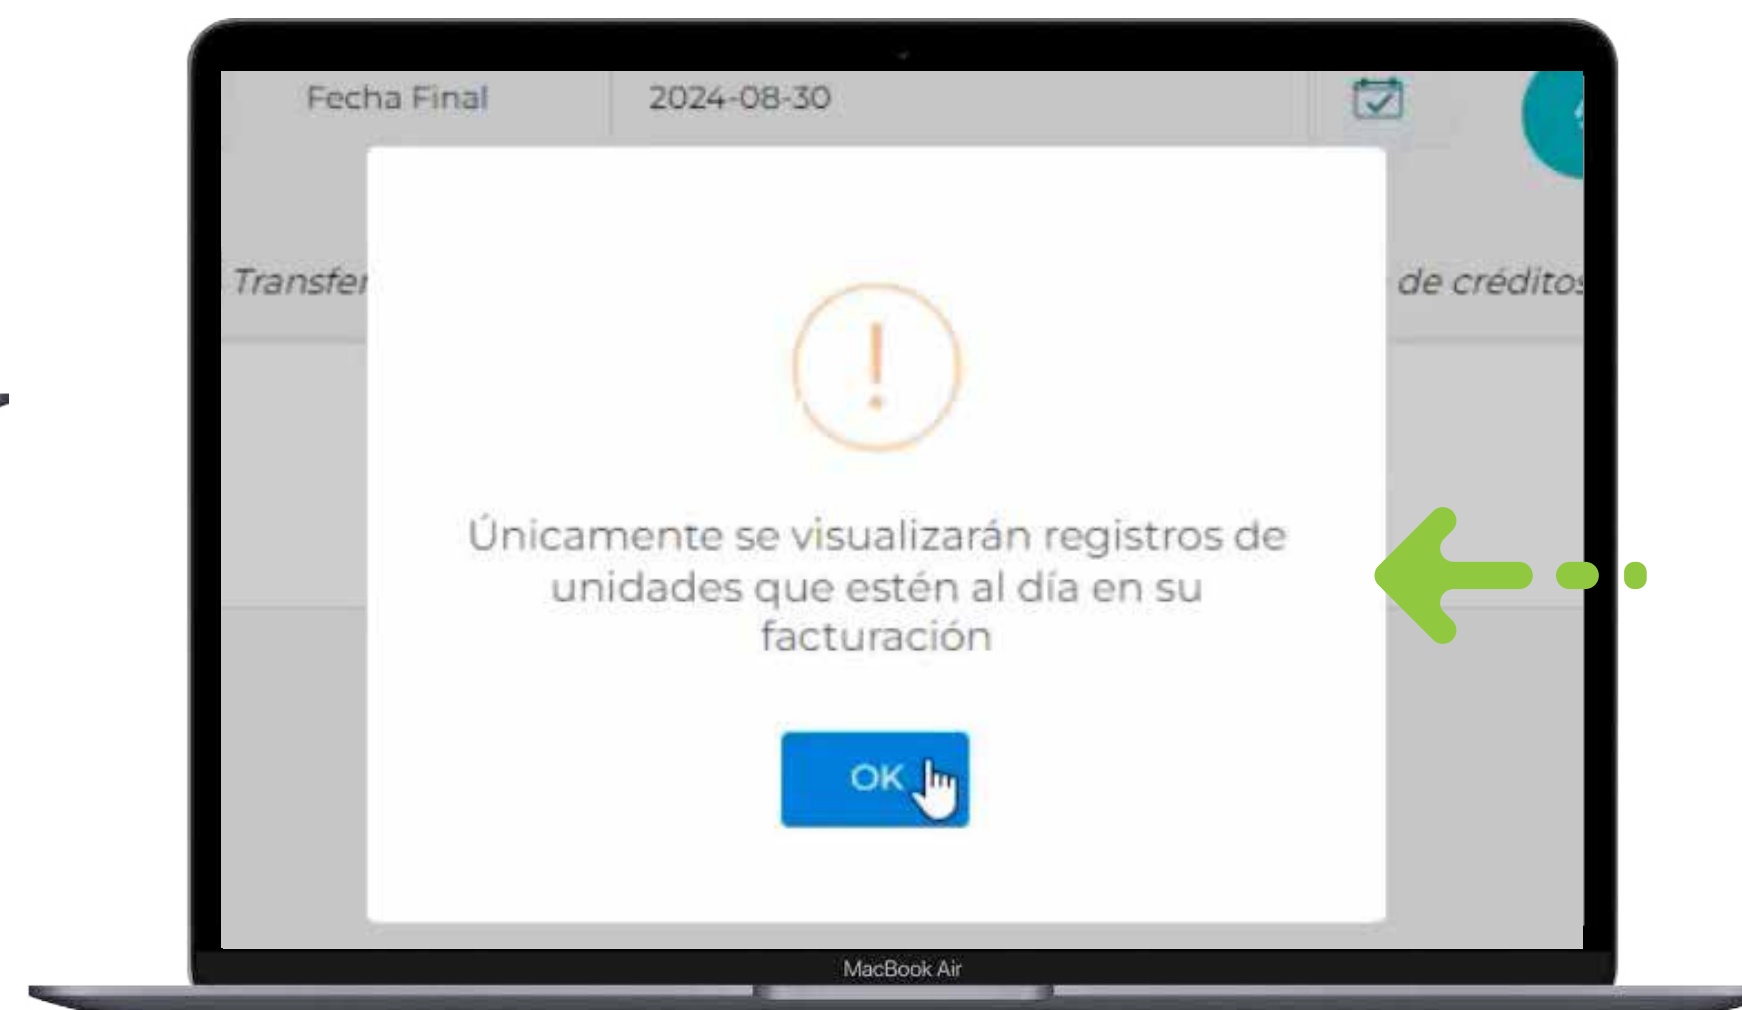 Fecha Final 2024-08-30
de créditos
!
Únicamente se visualizarán registros de
unidades que estén al día en su
facturación
OK
MacBook Air